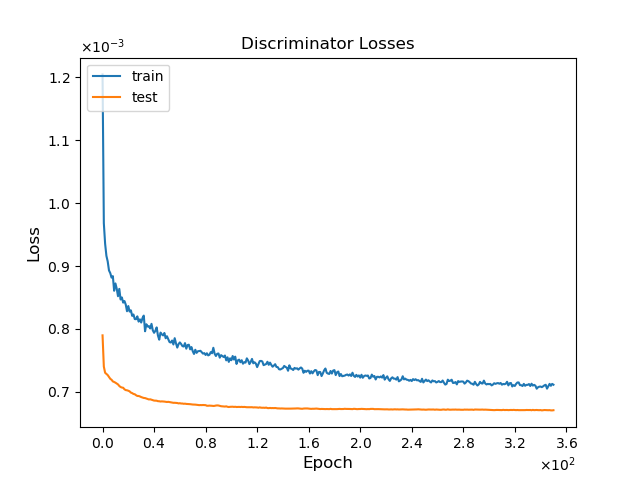 Discriminator Losses
×10⁻³
train
test
1.2
1.1
1.0
0.9
0.8
0.7
Loss
0.0 0.4 0.8 1.2 1.6 2.0 2.4 2.8 3.2 3.6
Epoch
×10²